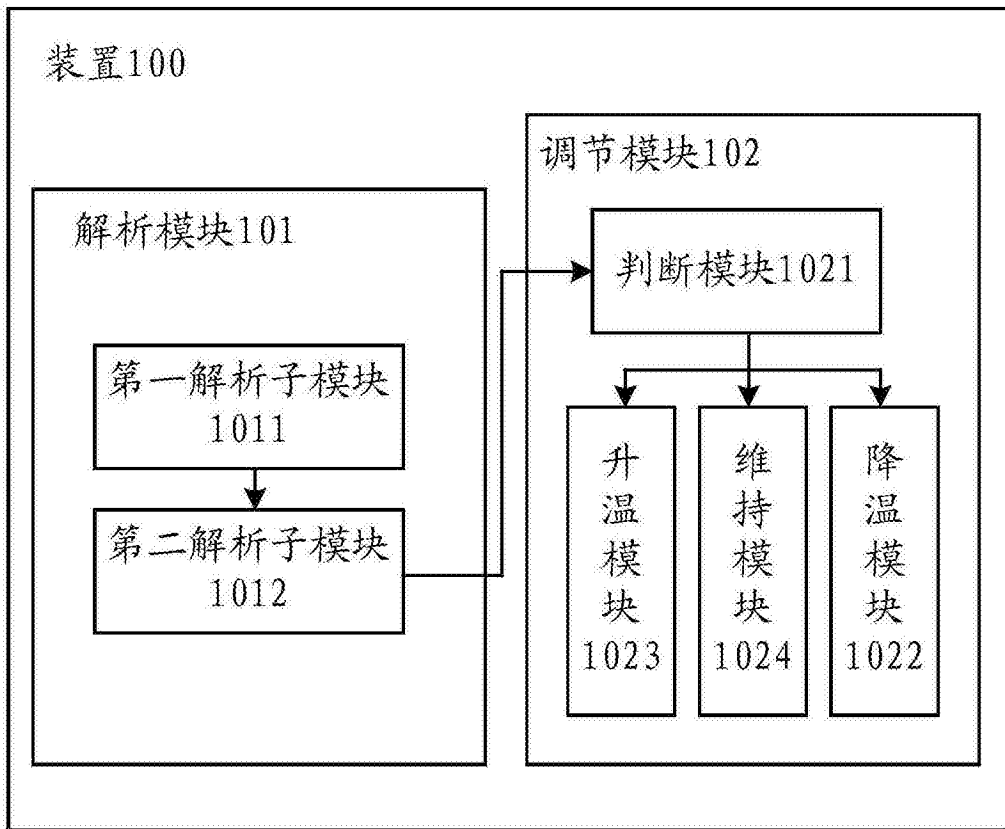 装置100
解析模块101
第一解析子模块
1011
第二解析子模块
1012
调节模块102
判断模块1021
升温模块
1023
维持模块
1024
降温模块
1022